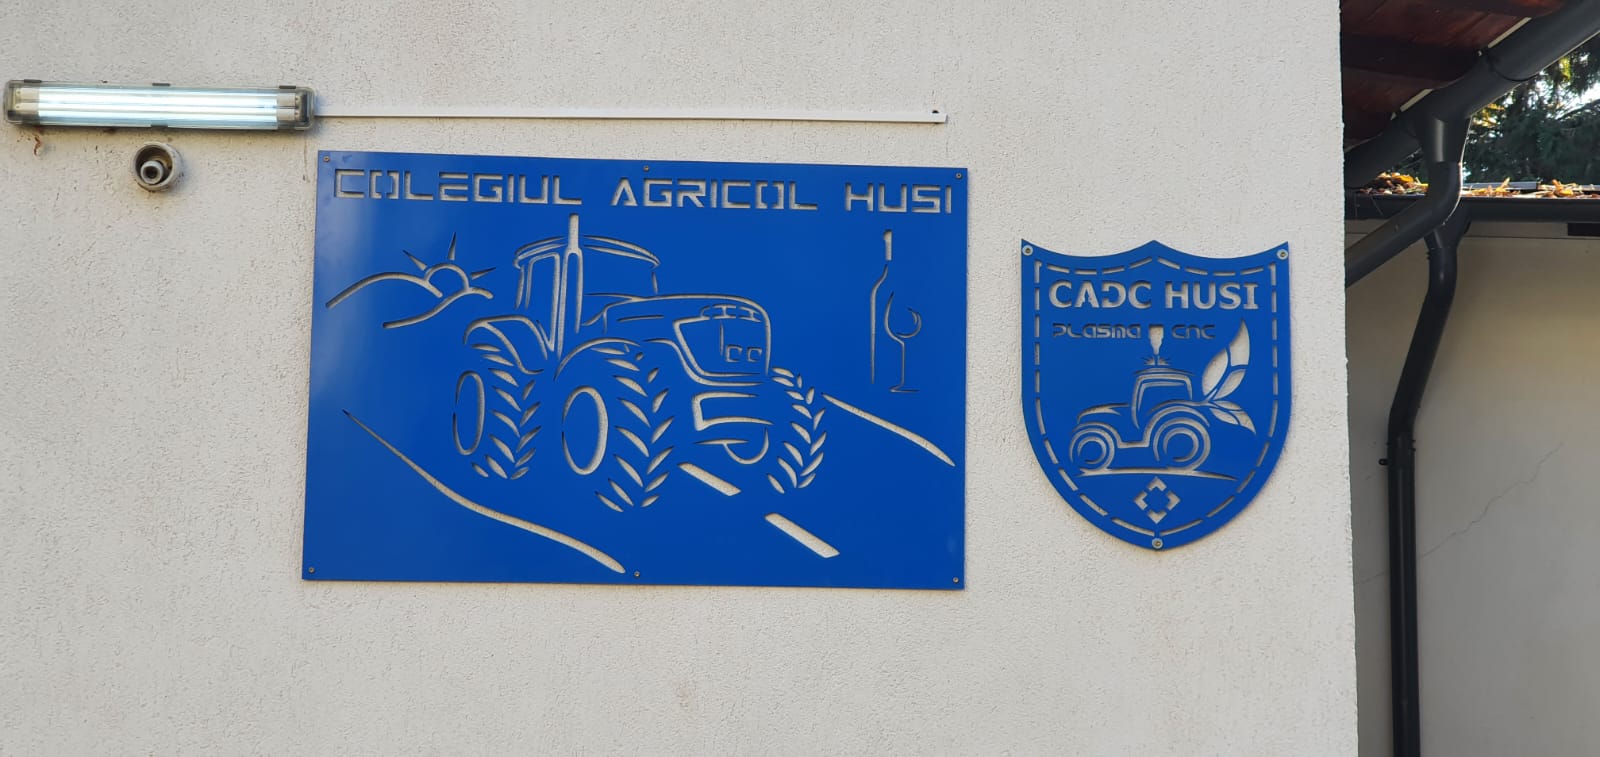 COLEGIUL AGRICOL HUSI
CADC HUSI
PLASMA CNC